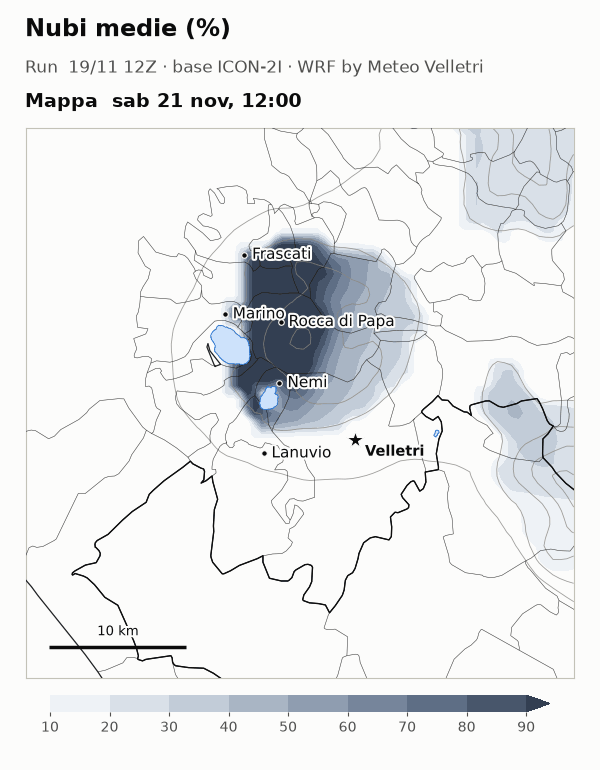 Nubi medie (%)
Run  19/11 12Z · base ICON-2I · WRF by Meteo Velletri
Mappa  sab 21 nov, 12:00
Frascati
Marino
Rocca di Papa
Nemi
Velletri
Lanuvio
10 km
10 20 30 40 50 60 70 80 90